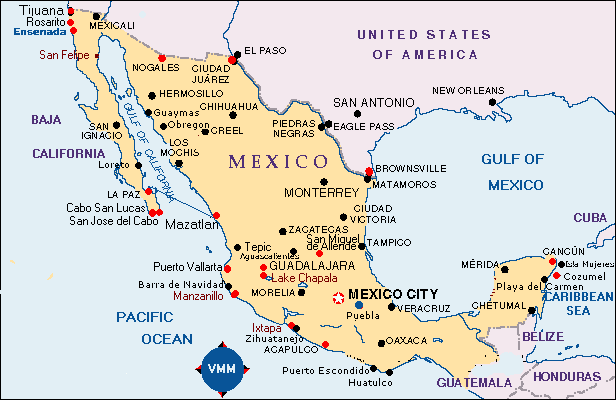 Tijuana
Rosarito
Ensenada
MEXICALI
San Felipe
NOGALES
CIUDAD
JUÁREZ
EL PASO
UNITED STATES
OF AMERICA
HERMOSILLO
Guaymas
Obregon
CHIHUAHUA
CREEL
SAN ANTONIO
NEW ORLEANS
PIEDRAS
NEGRAS
EAGLE PASS
BAJA
CALIFORNIA
SAN
IGNACIO
GULF OF CALIFORNIA
LOS
MOCHIS
Loreto
MEXICO
BROWNSVILLE
MATAMOROS
GULF OF
MEXICO
MONTERREY
LA PAZ
Cabo San Lucas
San Jose del Cabo
Mazatlan
CIUDAD
VICTORIA
ZACATECAS
San Miguel
de Allende
TAMPICO
CUBA
Tepic
Aguascalientes
CANCÚN
Isla Mujeres
MÉRIDA
Cozumel
Playa del Carmen
Puerto Vallarta
GUADALAJARA
Lake Chapala
Barra de Navidad
Manzanillo
MORELIA
MEXICO CITY
Puebla
VERACRUZ
CHETUMAL
CARIBBEAN
SEA
PACIFIC
OCEAN
Ixtapa
Zihuatanejo
ACAPULCO
OAXACA
BELIZE
Puerto Escondido
Huatulco
GUATEMALA
HONDURAS
VMM